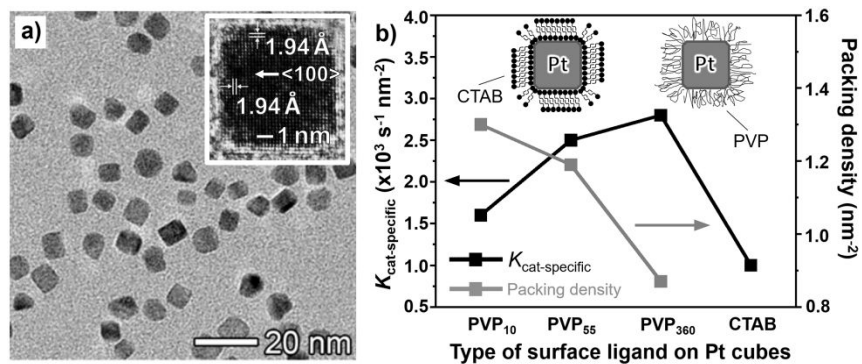 a)
1.94 Å
<100>
1.94 Å
1 nm
20 nm
b)
K cat-specific (x10³ s⁻¹ nm⁻²)
4.0
3.5
3.0
2.5
2.0
1.5
1.0
0.5
CTAB
Pt
Pt
PVP
K cat-specific
Packing density
1.6
1.4
1.2
1.0
0.8
Packing density (nm⁻²)
PVP₁₀ PVP₅₅ PVP₃₆₀ CTAB
Type of surface ligand on Pt cubes